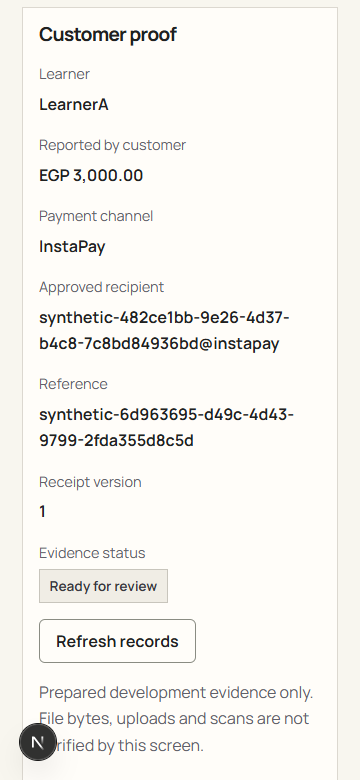 Customer proof
Learner
LearnerA
Reported by customer
EGP 3,000.00
Payment channel
InstaPay
Approved recipient
synthetic-482ce1bb-9e26-4d37-
b4c8-7c8bd84936bd@instapay
Reference
synthetic-6d963695-d49c-4d43-
9799-2fda355d8c5d
Receipt version
1
Evidence status
Ready for review
Refresh records
Prepared development evidence only.
File bytes, uploads and scans are not
rified by this screen.
N